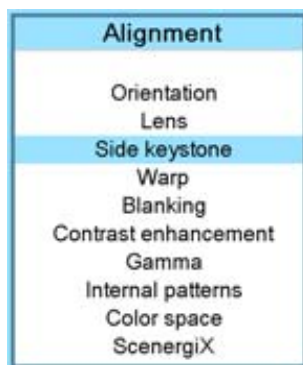 Alignment
Orientation
Lens
Side keystone
Warp
Blanking
Contrast enhancement
Gamma
Internal patterns
Color space
ScenergiX